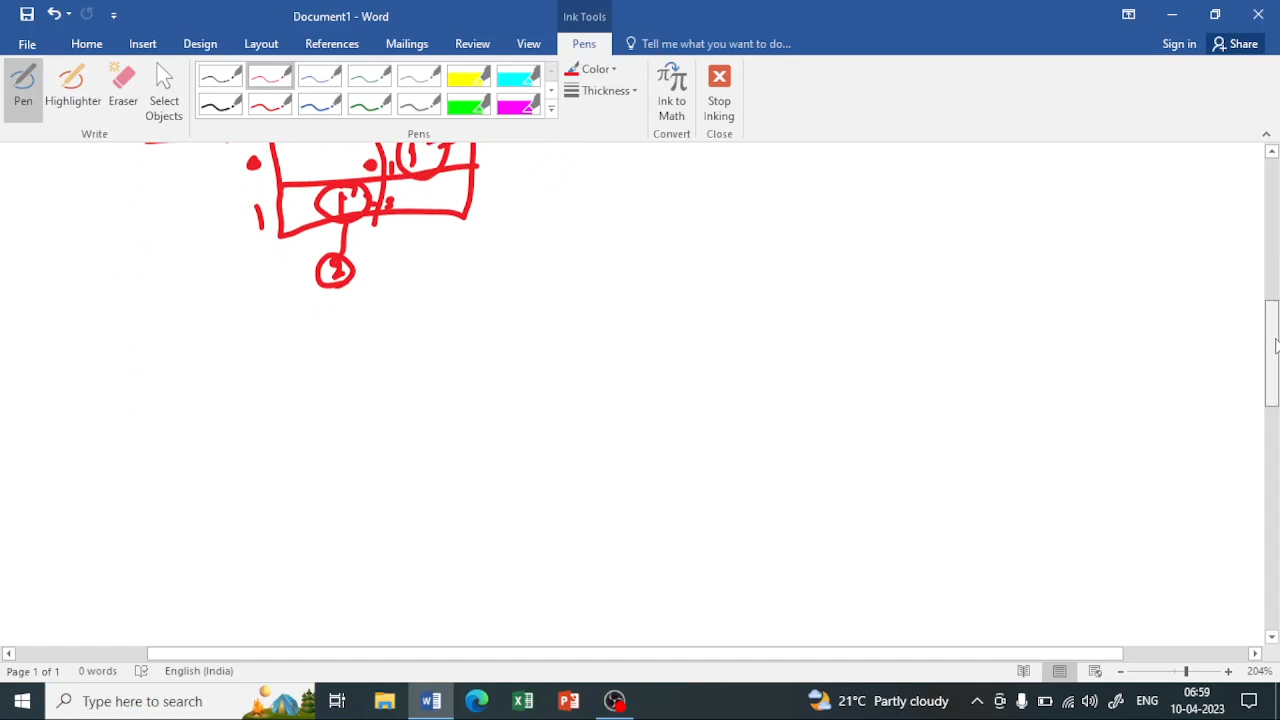 Document1 - Word
Ink Tools
File Home Insert Design Layout References Mailings Review View Pens Tell me what you want to do... Sign in Share
Pen Highlighter Eraser Select Objects
Color
Thickness
Ink to Math
Stop Inking
Write Pens Convert Close
1
1
2
Page 1 of 1 0 words English (India) 204%
Type here to search
21°C Partly cloudy ENG 06:59
10-04-2023